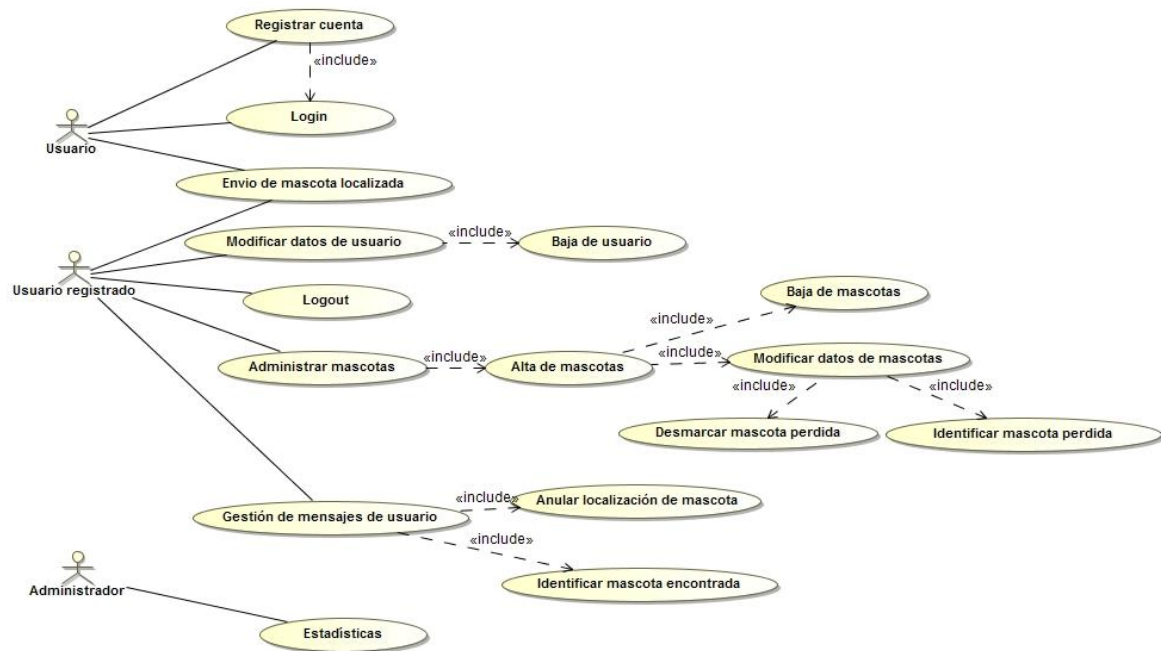 Registrar cuenta
«include»
Login
Usuario
Envio de mascota localizada
Modificar datos de usuario
«include»
Baja de usuario
Usuario registrado
Logout
Baja de mascotas
«include»
Administrar mascotas
«include»
Alta de mascotas
«include»
Modificar datos de mascotas
«include»
«include»
Desmarcar mascota perdida
Identificar mascota perdida
Gestión de mensajes de usuario
«include»
Anular localización de mascota
«include»
Identificar mascota encontrada
Administrador
Estadísticas